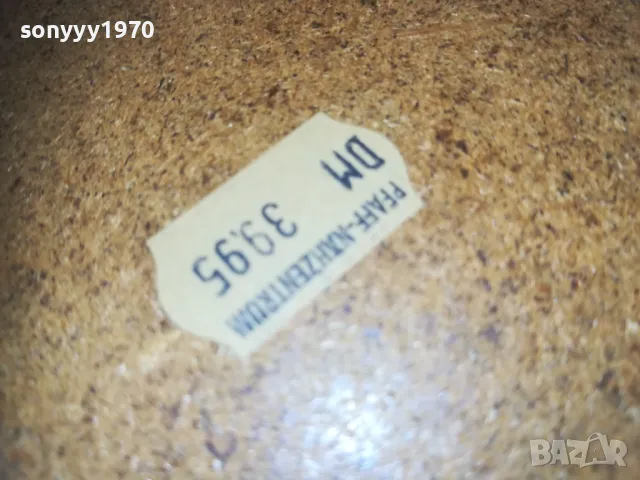 sonyyy1970
PFAFF-NÄHZENTRUM
DM 39,95
BAZAR